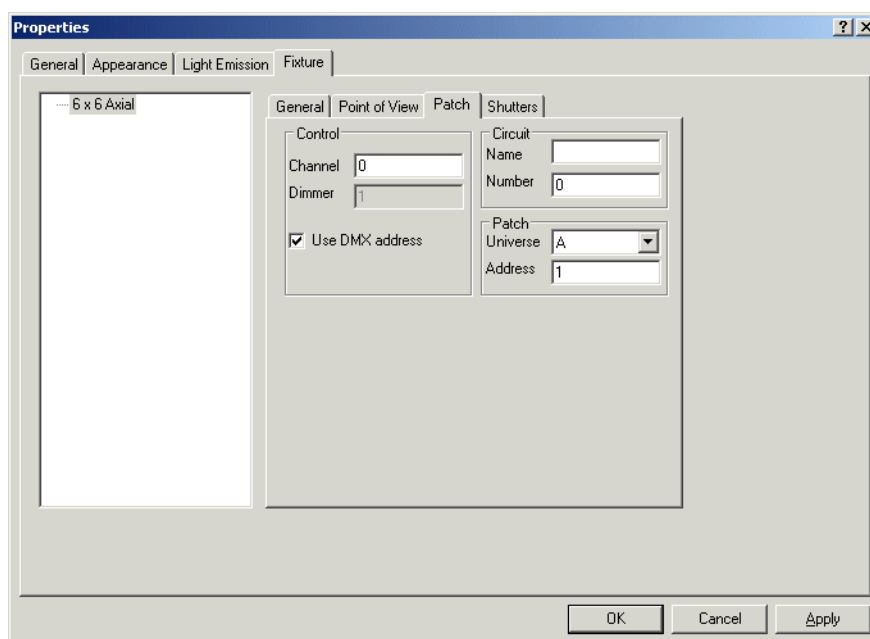 Properties
General Appearance Light Emission Fixture
6 x 6 Axial
General Point of View Patch Shutters
Control
Channel 0
Dimmer 1
Use DMX address
Circuit
Name
Number 0
Patch
Universe A
Address 1
OK Cancel Apply